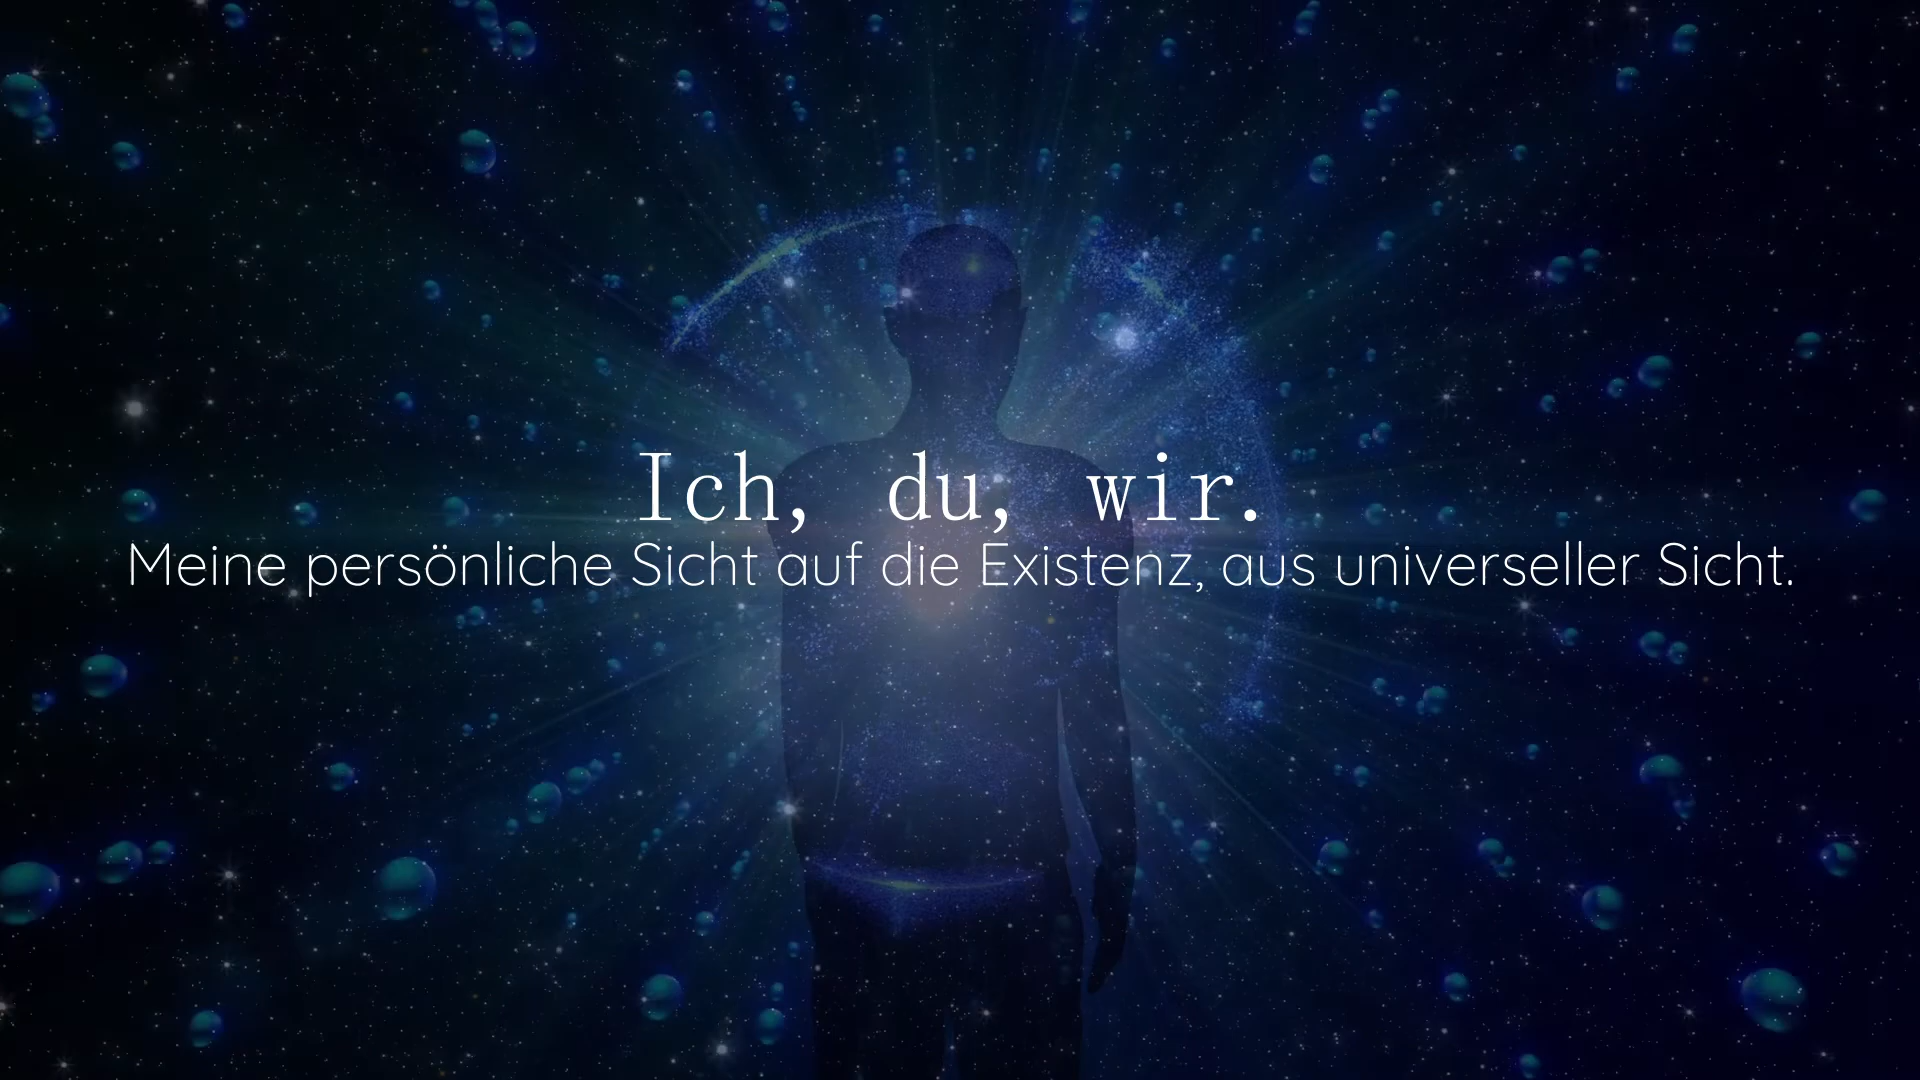 Ich, du, wir.
Meine persönliche Sicht auf die Existenz, aus universeller Sicht.